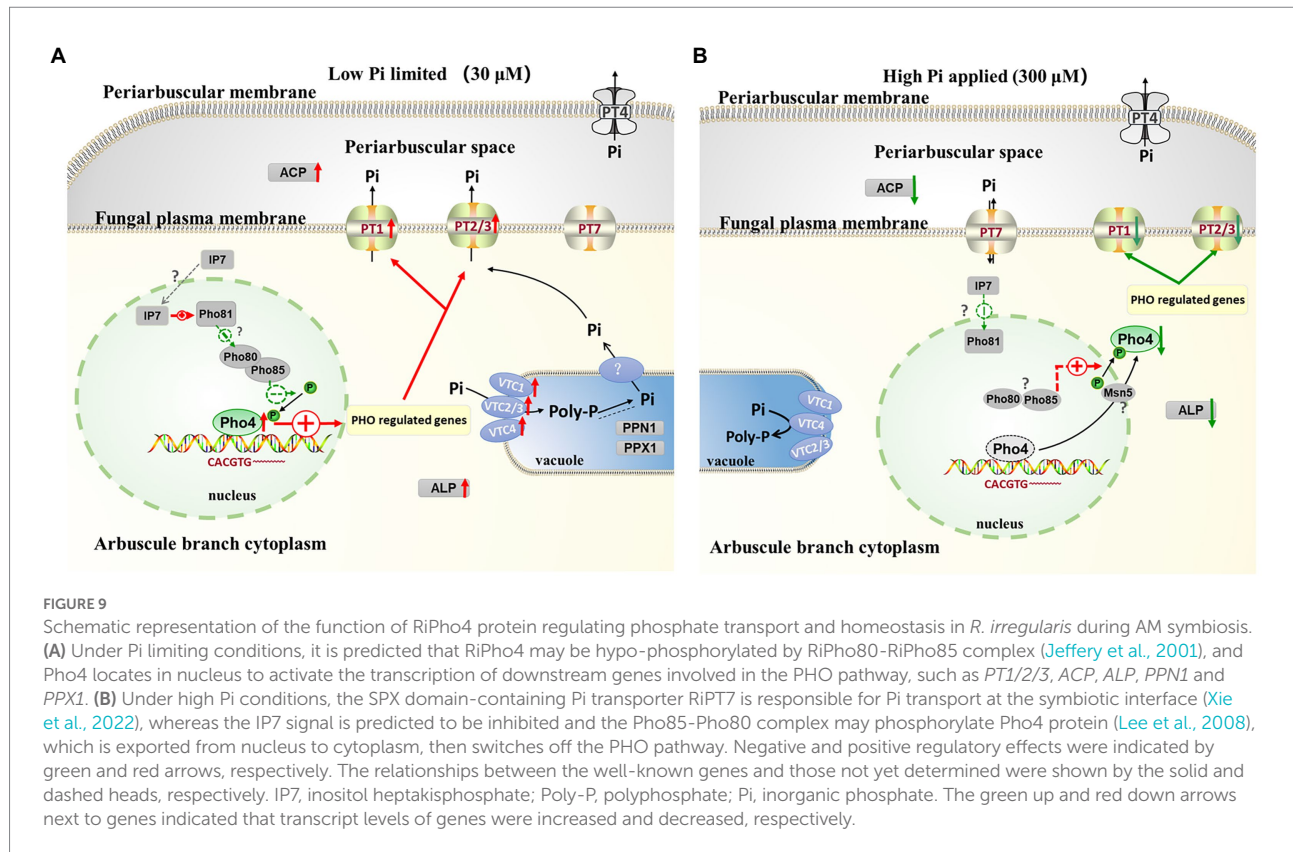 A
Low Pi limited (30 μM)
Periarbuscular membrane
PT4
Pi
Periarbuscular space
ACP
Pi
Pi
Fungal plasma membrane
PT1
PT2/3
PT7
IP7
?
IP7
Pho81
?
Pho80
Pho85
P
P
Pho4
CACGTG
nucleus
PHO regulated genes
Pi
?
Pi
VTC1
VTC2/3
VTC4
Poly-P
Pi
PPN1
PPX1
vacuole
ALP
Arbuscule branch cytoplasm
B
High Pi applied (300 μM)
Periarbuscular membrane
PT4
Pi
Periarbuscular space
ACP
Pi
Fungal plasma membrane
PT7
PT1
PT2/3
IP7
?
Pho81
PHO regulated genes
Pho4
P
P
?
Pho80
Pho85
Msn5
?
ALP
Pi
Poly-P
VTC1
VTC4
VTC2/3
vacuole
Pho4
CACGTG
nucleus
Arbuscule branch cytoplasm
FIGURE 9
Schematic representation of the function of RiPho4 protein regulating phosphate transport and homeostasis in R. irregularis during AM symbiosis.
(A) Under Pi limiting conditions, it is predicted that RiPho4 may be hypo-phosphorylated by RiPho80-RiPho85 complex (Jeffery et al., 2001), and
Pho4 locates in nucleus to activate the transcription of downstream genes involved in the PHO pathway, such as PT1/2/3, ACP, ALP, PPN1 and
PPX1. (B) Under high Pi conditions, the SPX domain-containing Pi transporter RiPT7 is responsible for Pi transport at the symbiotic interface (Xie
et al., 2022), whereas the IP7 signal is predicted to be inhibited and the Pho85-Pho80 complex may phosphorylate Pho4 protein (Lee et al., 2008),
which is exported from nucleus to cytoplasm, then switches off the PHO pathway. Negative and positive regulatory effects were indicated by
green and red arrows, respectively. The relationships between the well-known genes and those not yet determined were shown by the solid and
dashed heads, respectively. IP7, inositol heptakisphosphate; Poly-P, polyphosphate; Pi, inorganic phosphate. The green up and red down arrows
next to genes indicated that transcript levels of genes were increased and decreased, respectively.